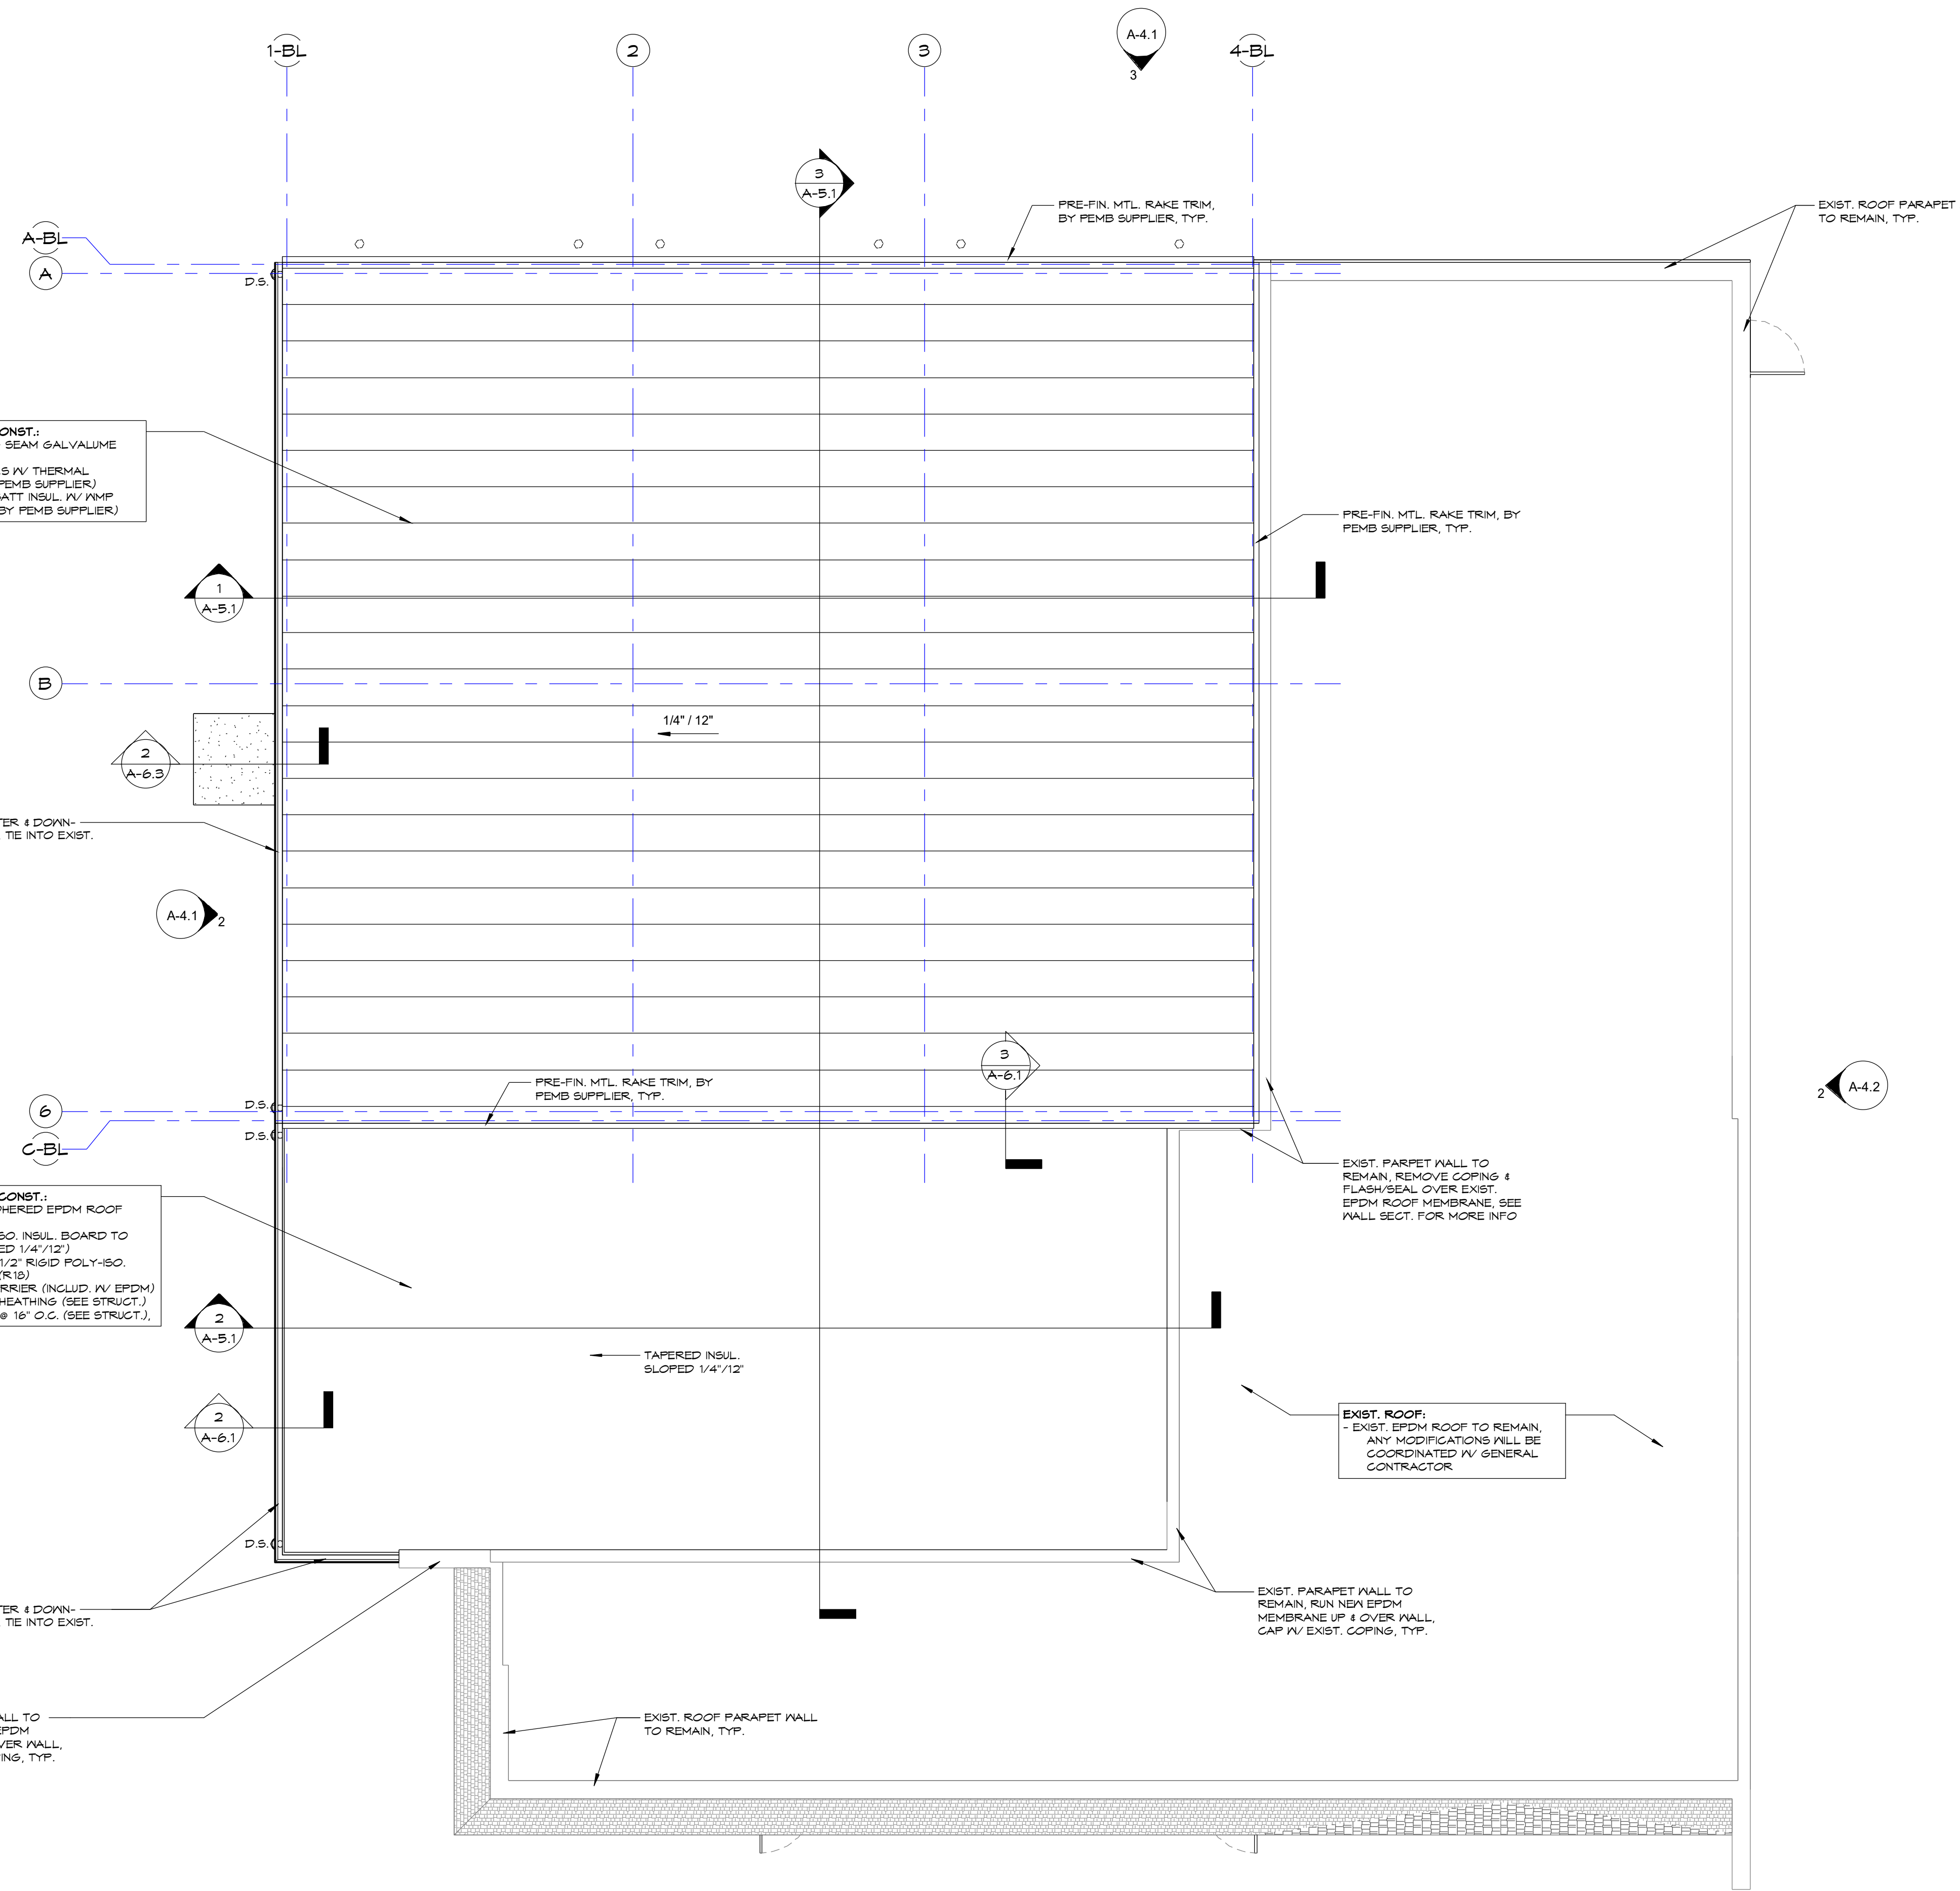 1-BL
2
3
4-BL
A-4.1
3
3
A-5.1
PRE-FIN. MTL. RAKE TRIM,
BY PEMB SUPPLIER, TYP.
EXIST. ROOF PARAPET
TO REMAIN, TYP.
A-BL
A
D.S.
ONST.:
SEAM GALVALUME
S W/ THERMAL
PEMB SUPPLIER)
BATT INSUL. W/ WMP
BY PEMB SUPPLIER)
PRE-FIN. MTL. RAKE TRIM, BY
PEMB SUPPLIER, TYP.
1
A-5.1
B
1/4" / 12"
2
A-6.3
TER & DOWN-
TIE INTO EXIST.
A-4.1
2
3
A-6.1
PRE-FIN. MTL. RAKE TRIM, BY
PEMB SUPPLIER, TYP.
2
A-4.2
6
D.S.
D.S.
C-BL
EXIST. PARPET WALL TO
REMAIN, REMOVE COPING &
FLASH/SEAL OVER EXIST.
EPDM ROOF MEMBRANE, SEE
WALL SECT. FOR MORE INFO
CONST.:
DHERED EPDM ROOF
SO. INSUL. BOARD TO
ED 1/4"/12")
1/2" RIGID POLY-ISO.
(R18)
RRIER (INCLUD. W/ EPDM)
HEATHING (SEE STRUCT.)
@ 16" O.C. (SEE STRUCT.),
2
A-5.1
TAPERED INSUL.
SLOPED 1/4"/12"
2
A-6.1
EXIST. ROOF:
- EXIST. EPDM ROOF TO REMAIN,
ANY MODIFICATIONS WILL BE
COORDINATED W/ GENERAL
CONTRACTOR
D.S.
TER & DOWN-
TIE INTO EXIST.
EXIST. PARAPET WALL TO
REMAIN, RUN NEW EPDM
MEMBRANE UP & OVER WALL,
CAP W/ EXIST. COPING, TYP.
ALL TO
EPDM
VER WALL,
PING, TYP.
EXIST. ROOF PARAPET WALL
TO REMAIN, TYP.